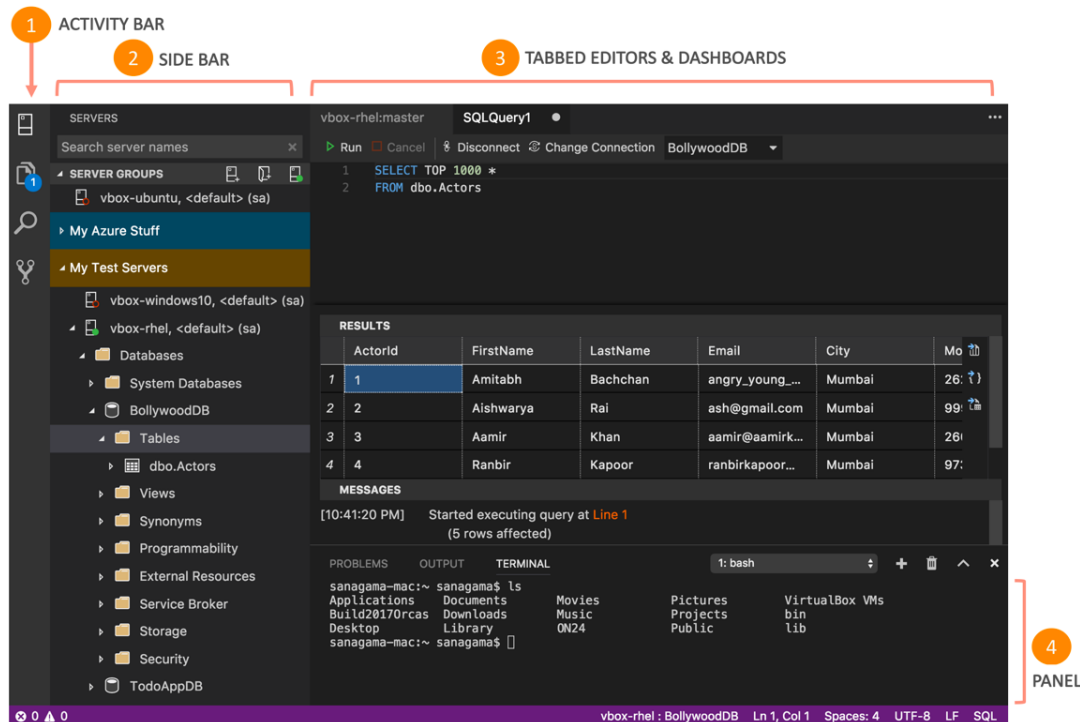 1 ACTIVITY BAR
2 SIDE BAR
3 TABBED EDITORS & DASHBOARDS
SERVERS
Search server names
SERVER GROUPS
1
vbox-ubuntu, <default> (sa)
My Azure Stuff
My Test Servers
vbox-windows10, <default> (sa)
vbox-rhel, <default> (sa)
Databases
System Databases
BollywoodDB
Tables
dbo.Actors
Views
Synonyms
Programmability
External Resources
Service Broker
Storage
Security
TodoAppDB
vbox-rhel:master SQLQuery1
Run Cancel Disconnect Change Connection BollywoodDB
1 SELECT TOP 1000 *
2 FROM dbo.Actors
RESULTS
ActorId FirstName LastName Email City Mo
1 1 Amitabh Bachchan angry_young_... Mumbai 26
2 2 Aishwarya Rai ash@gmail.com Mumbai 99
3 3 Aamir Khan aamir@aamirk... Mumbai 26
4 4 Ranbir Kapoor ranbirkapoor... Mumbai 97
MESSAGES
[10:41:20 PM] Started executing query at Line 1
(5 rows affected)
PROBLEMS OUTPUT TERMINAL 1: bash
sanagama-mac:~ sanagama$ ls
Applications Documents Movies Pictures VirtualBox VMs
Build2017Orcas Downloads Music Projects bin
Desktop Library ON24 Public lib
sanagama-mac:~ sanagama$
4
PANEL
0 0 vbox-rhel : BollywoodDB Ln 1, Col 1 Spaces: 4 UTF-8 LF SQL